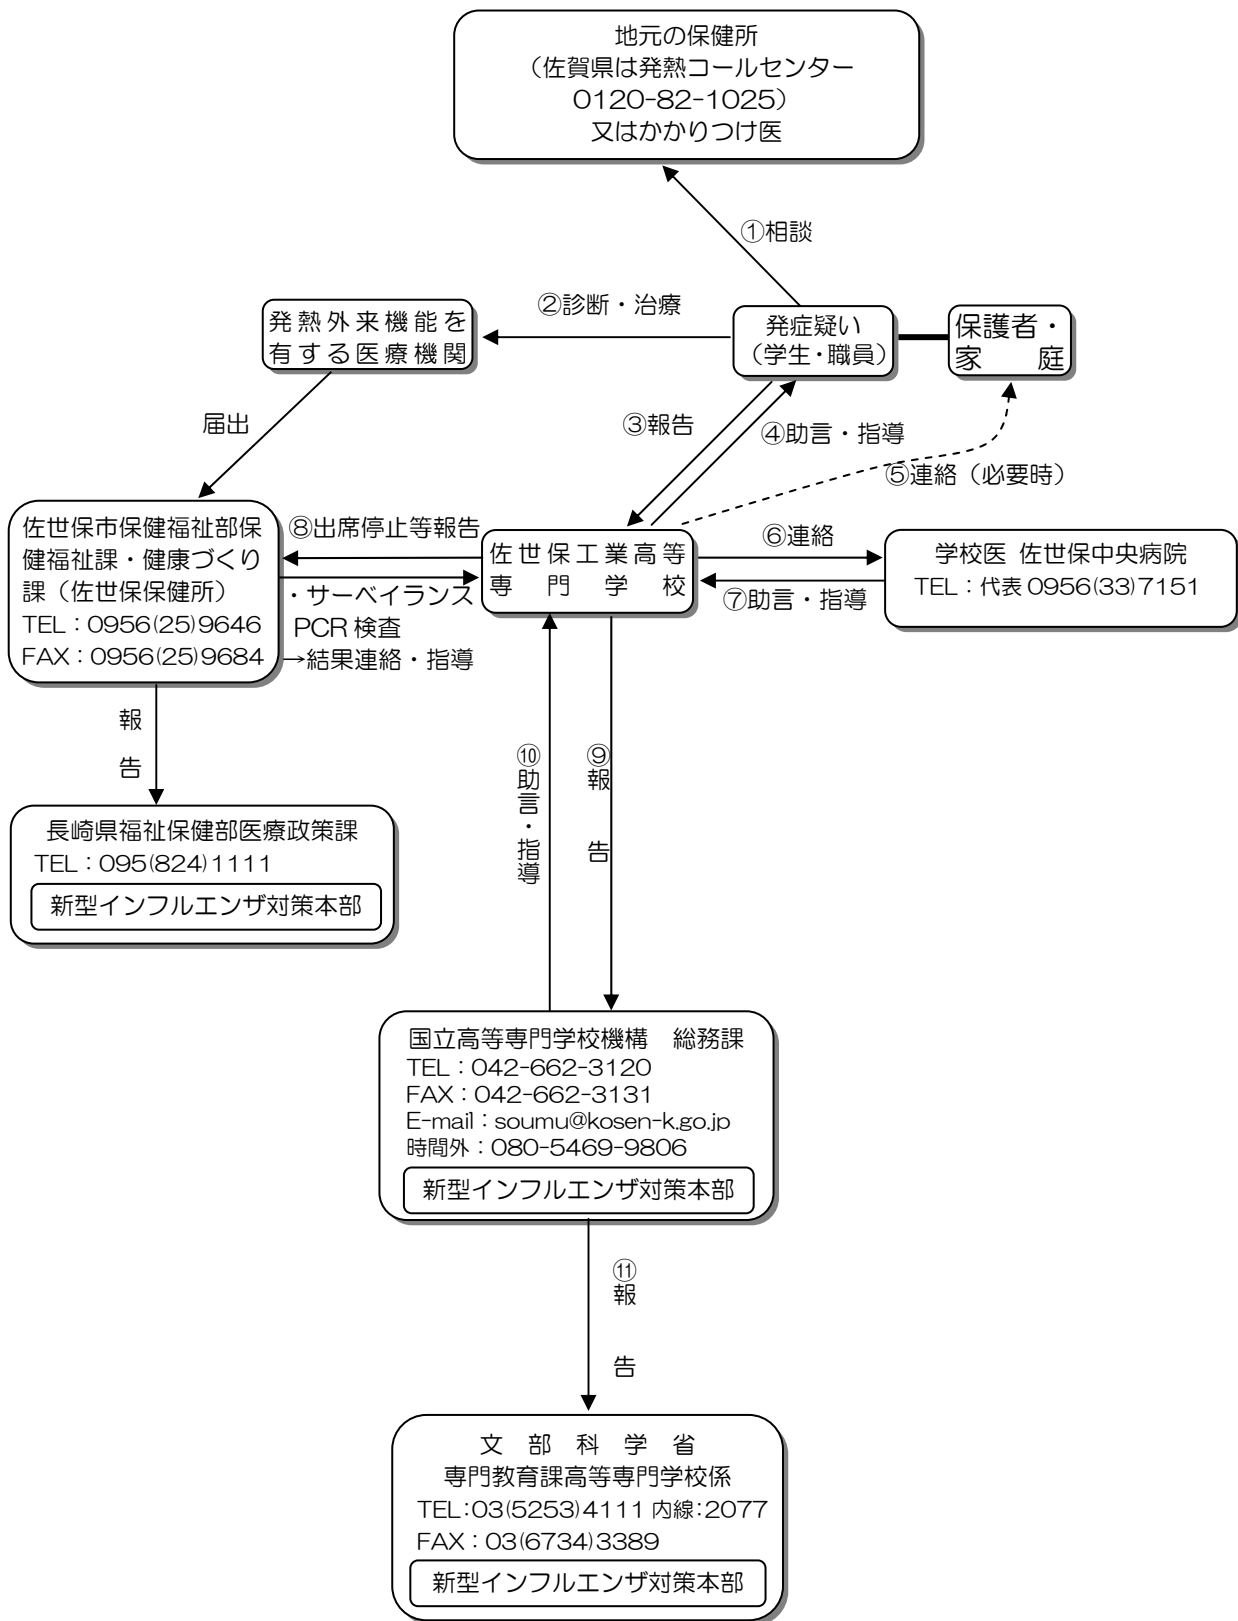 地元の保健所
（佐賀県は発熱コールセンター
0120-82-1025）
又はかかりつけ医
①相談
②診断・治療
発熱外来機能を
有する医療機関
発症疑い
（学生・職員）
保護者・
家　庭
届出
③報告
④助言・指導
⑤連絡（必要時）
佐世保市保健福祉部保
健福祉課・健康づくり
課（佐世保保健所）
TEL：0956(25)9646
FAX：0956(25)9684
⑧出席停止等報告
・サーベイランス
PCR 検査
→結果連絡・指導
佐世保工業高等
専門学校
⑥連絡
⑦助言・指導
学校医 佐世保中央病院
TEL：代表 0956(33)7151
報告
長崎県福祉保健部医療政策課
TEL：095(824)1111
新型インフルエンザ対策本部
⑩助言・指導
⑨報告
国立高等専門学校機構　総務課
TEL：042-662-3120
FAX：042-662-3131
E-mail：soumu@kosen-k.go.jp
時間外：080-5469-9806
新型インフルエンザ対策本部
⑪報告
文部科学省
専門教育課高等専門学校係
TEL:03(5253)4111 内線:2077
FAX：03(6734)3389
新型インフルエンザ対策本部